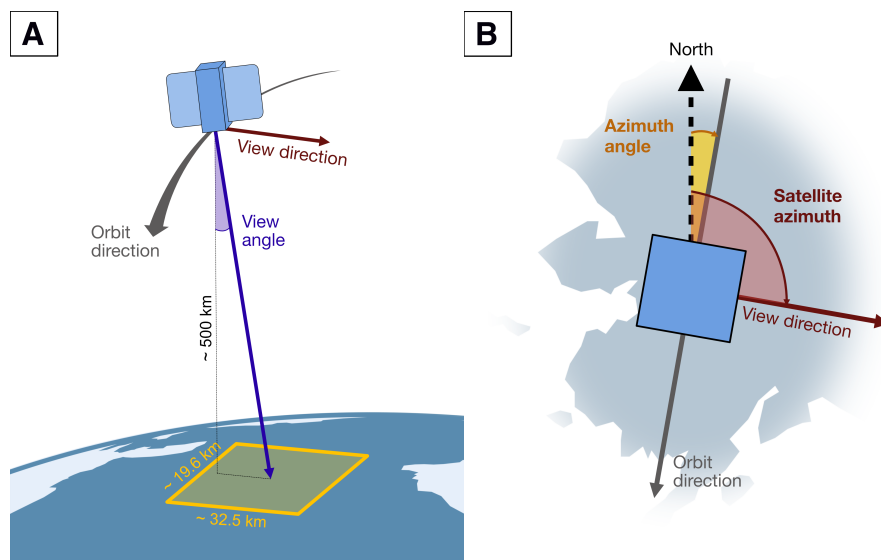 A
View direction
View
angle
Orbit
direction
~ 500 km
~ 19.6 km
~ 32.5 km
B
North
Azimuth
angle
Satellite
azimuth
View direction
Orbit
direction